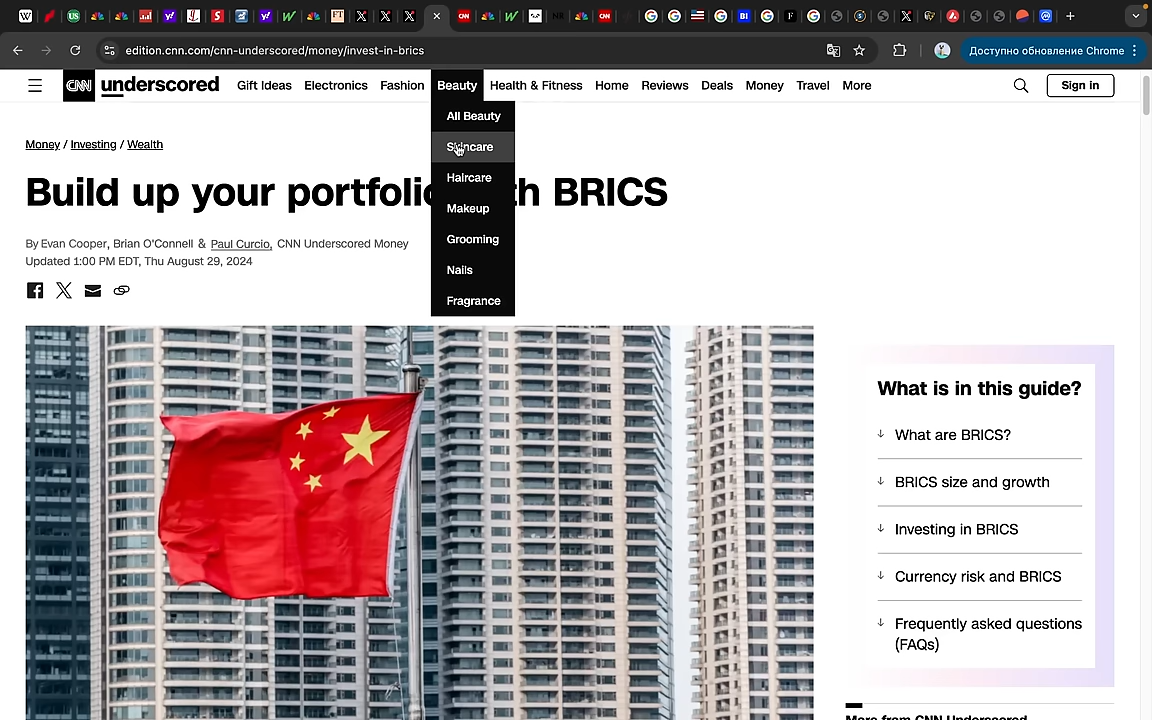 edition.cnn.com/cnn-underscored/money/invest-in-brics
Доступно обновление Chrome
CNN underscored Gift Ideas Electronics Fashion Beauty Health & Fitness Home Reviews Deals Money Travel More Sign in
All Beauty
Skincare
Haircare
Makeup
Grooming
Nails
Fragrance
Money / Investing / Wealth
Build up your portfolio th BRICS
By Evan Cooper, Brian O'Connell & Paul Curcio, CNN Underscored Money
Updated 1:00 PM EDT, Thu August 29, 2024
What is in this guide?
What are BRICS?
BRICS size and growth
Investing in BRICS
Currency risk and BRICS
Frequently asked questions
(FAQs)
More from CNN Underscored